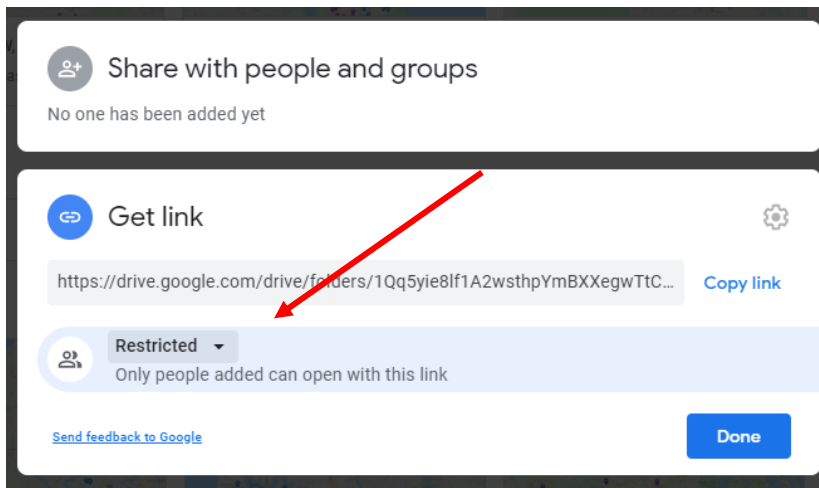 Share with people and groups
No one has been added yet
Get link
https://drive.google.com/drive/folders/1Qq5yie8lf1A2wsthpYmBXXegwTtC...
Copy link
Restricted
Only people added can open with this link
Send feedback to Google
Done